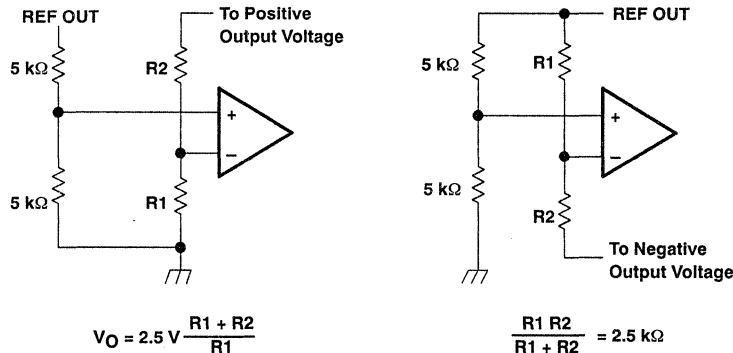 REF OUT
To Positive
Output Voltage
5 kΩ
R2
+
−
5 kΩ
R1
REF OUT
5 kΩ
R1
+
−
5 kΩ
R2
To Negative
Output Voltage
VO = 2.5 V (R1 + R2) / R1
R1 R2 / (R1 + R2) = 2.5 kΩ